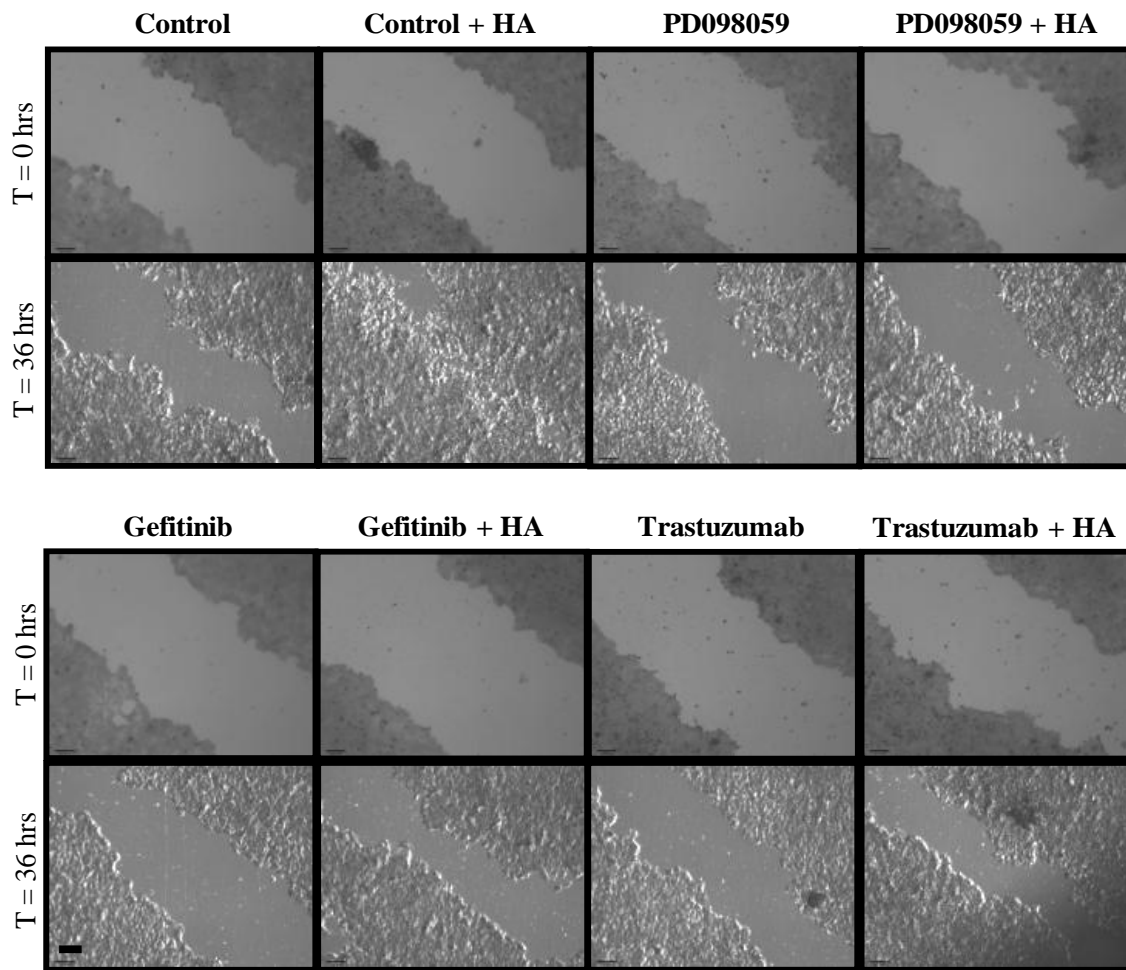 Control Control + HA PD098059 PD098059 + HA
T = 0 hrs
T = 36 hrs
Gefitinib Gefitinib + HA Trastuzumab Trastuzumab + HA
T = 0 hrs
T = 36 hrs